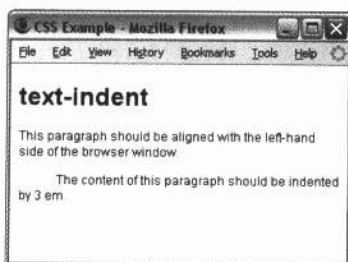 CSS Example - Mozilla Firefox
File Edit View History Bookmarks Tools Help
text-indent
This paragraph should be aligned with the left-hand
side of the browser window
The content of this paragraph should be indented
by 3 em